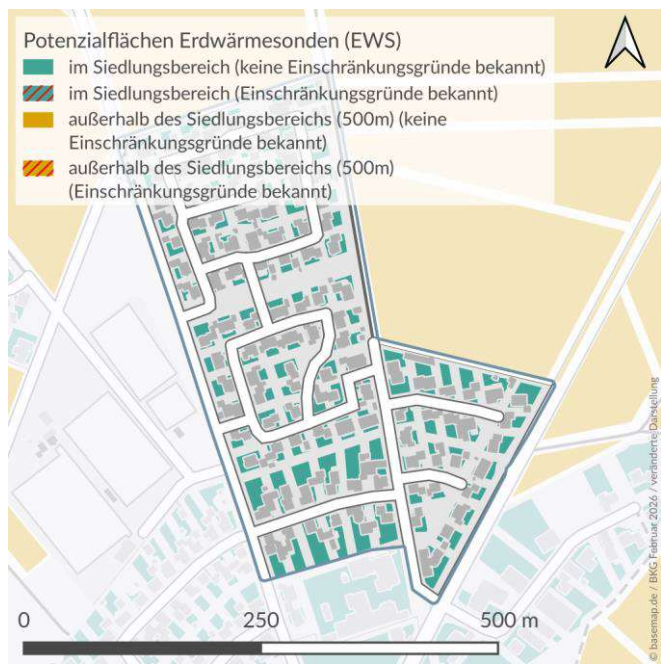 Potenzialflächen Erdwärmesonden (EWS)
im Siedlungsbereich (keine Einschränkungsgründe bekannt)
im Siedlungsbereich (Einschränkungsgründe bekannt)
außerhalb des Siedlungsbereichs (500m) (keine
Einschränkungsgründe bekannt)
außerhalb des Siedlungsbereichs (500m)
(Einschränkungsgründe bekannt)
0 250 500 m
© basemap.de / BKG Februar 2026 / veränderte Darstellung